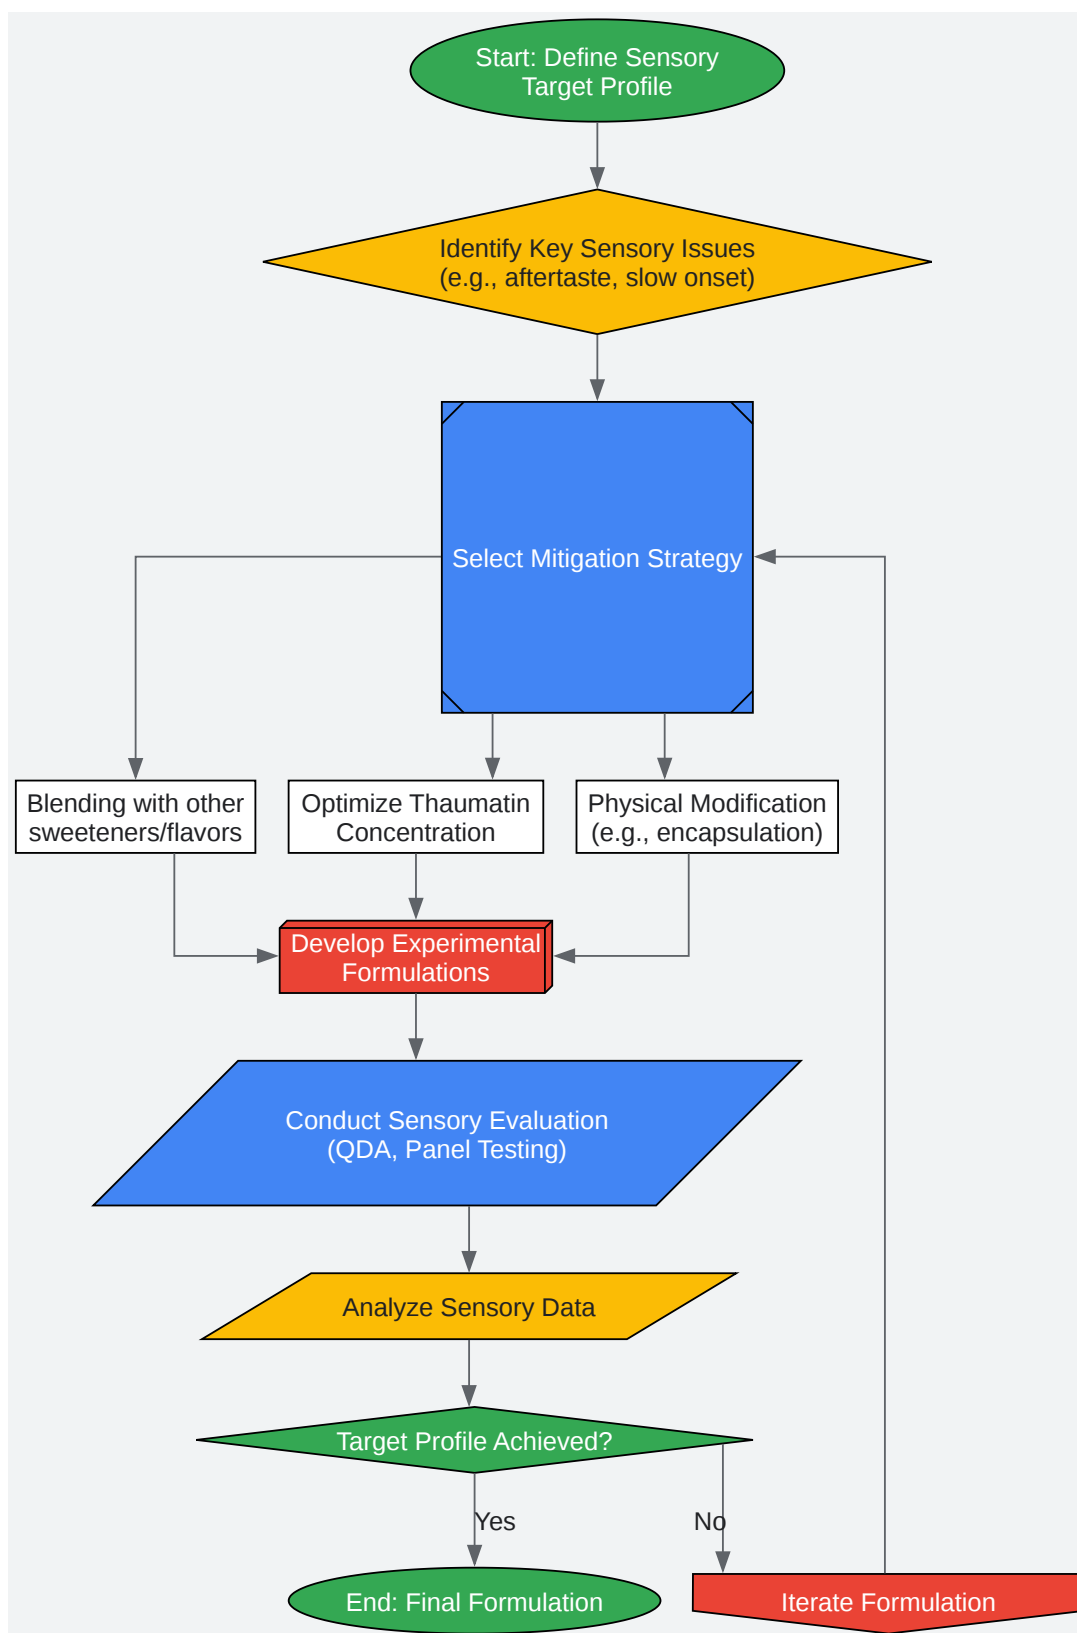 Start: Define Sensory
Target Profile
Identify Key Sensory Issues
(e.g., aftertaste, slow onset)
Select Mitigation Strategy
Blending with other
sweeteners/flavors
Optimize Thaumatin
Concentration
Physical Modification
(e.g., encapsulation)
Develop Experimental
Formulations
Conduct Sensory Evaluation
(QDA, Panel Testing)
Analyze Sensory Data
Target Profile Achieved?
Yes
No
End: Final Formulation
Iterate Formulation